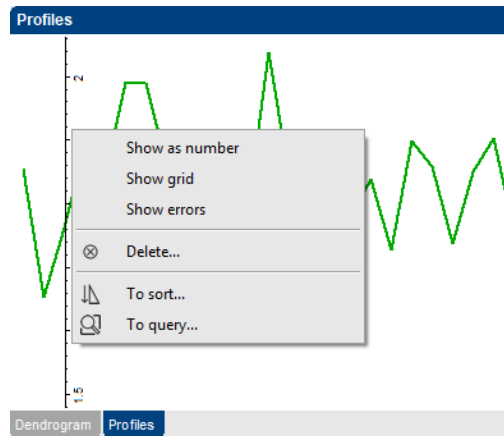 Profiles
2
Show as number
Show grid
Show errors
Delete...
To sort...
To query...
1.5
Dendrogram Profiles